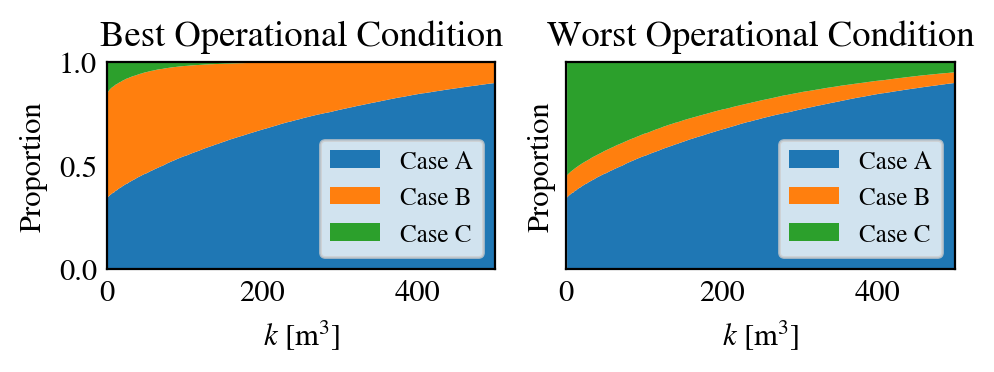 Best Operational Condition
Proportion
1.0
0.5
0.0
Case A
Case B
Case C
0 200 400
k [m³]
Worst Operational Condition
Proportion
Case A
Case B
Case C
0 200 400
k [m³]